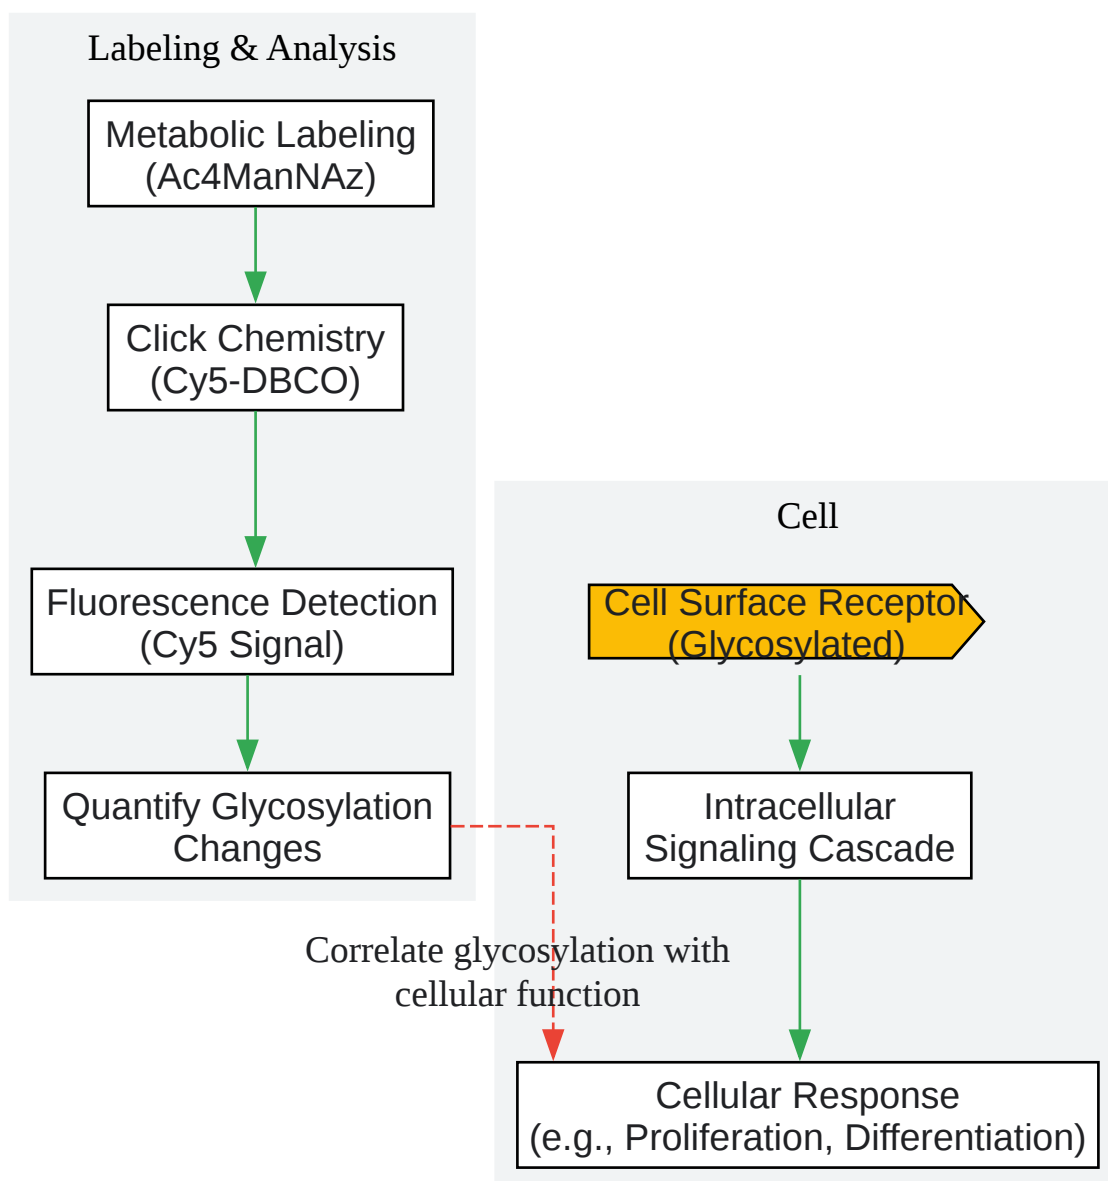 Labeling & Analysis
Metabolic Labeling
(Ac4ManNAz)
Click Chemistry
(Cy5-DBCO)
Fluorescence Detection
(Cy5 Signal)
Quantify Glycosylation
Changes
Correlate glycosylation with
cellular function
Cell
Cell Surface Receptor
(Glycosylated)
Intracellular
Signaling Cascade
Cellular Response
(e.g., Proliferation, Differentiation)